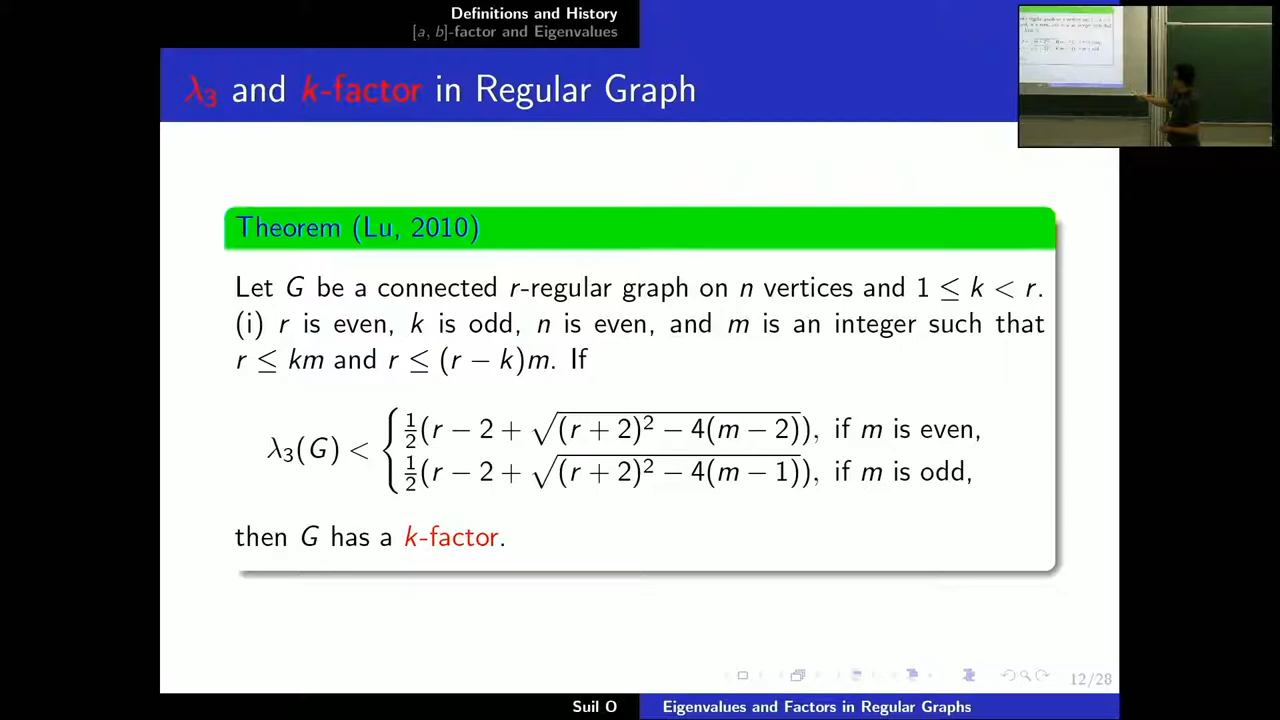 Definitions and History
[a, b]-factor and Eigenvalues
λ₃ and k-factor in Regular Graph
Theorem (Lu, 2010)
Let G be a connected r-regular graph on n vertices and 1 ≤ k < r.
(i) r is even, k is odd, n is even, and m is an integer such that
r ≤ km and r ≤ (r − k)m. If
λ₃(G) < { ½(r − 2 + √((r + 2)² − 4(m − 2))), if m is even,
½(r − 2 + √((r + 2)² − 4(m − 1))), if m is odd,
then G has a k-factor.
12/28
Suil O
Eigenvalues and Factors in Regular Graphs